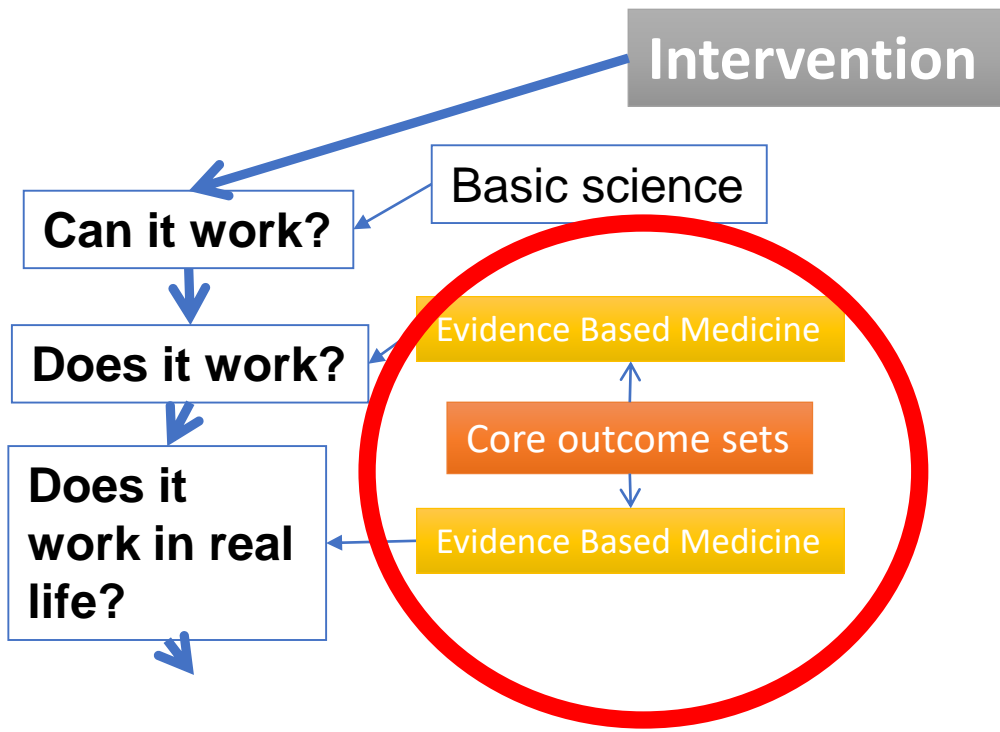 Intervention
Basic science
Can it work?
Evidence Based Medicine
Does it work?
Core outcome sets
Does it
work in real
life?
Evidence Based Medicine